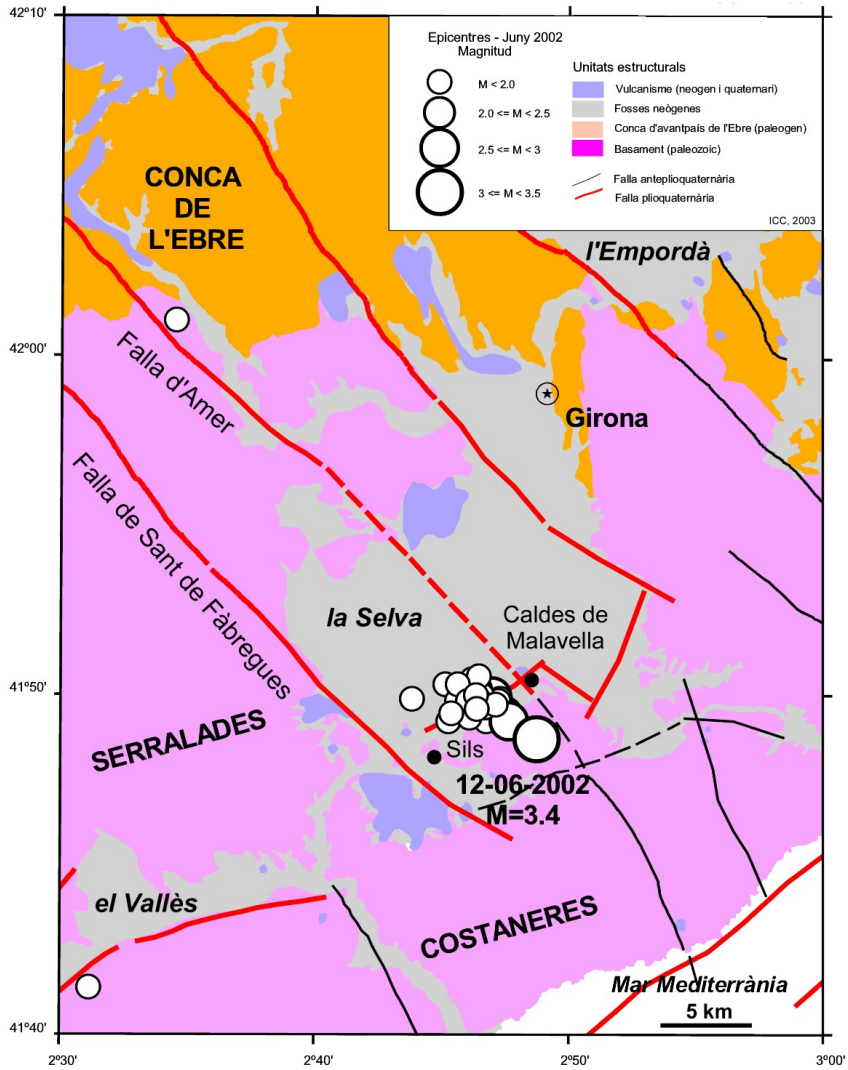 42°10'
Epicentres - Juny 2002
Magnitud
M < 2.0
2.0 <= M < 2.5
2.5 <= M < 3
3 <= M < 3.5
Unitats estructurals
Vulcanisme (neogen i quaternari)
Fosses neògenes
Conca d'avantpaís de l'Ebre (paleogen)
Basament (paleozoic)
Falla anteplioquaternària
Falla plioquaternària
ICC, 2003
CONCA
DE
L'EBRE
l'Empordà
42°00'
Falla d'Amer
Girona
Falla de Sant de Fàbregues
la Selva
Caldes de
Malavella
41°50'
SERRALADES
Sils
12-06-2002
M=3.4
el Vallès
COSTANERES
Mar Mediterrània
5 km
41°40'
2°30'
2°40'
2°50'
3°00'